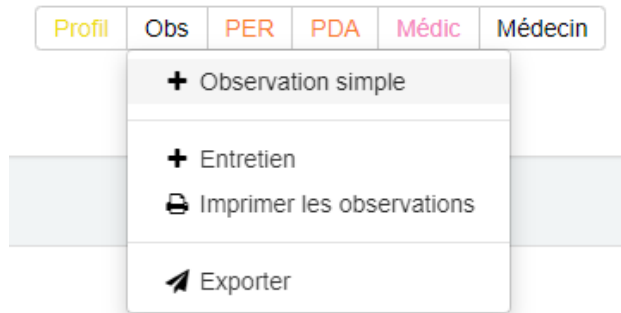 Profil Obs PER PDA Médic Médecin
Observation simple
Entretien
Imprimer les observations
Exporter